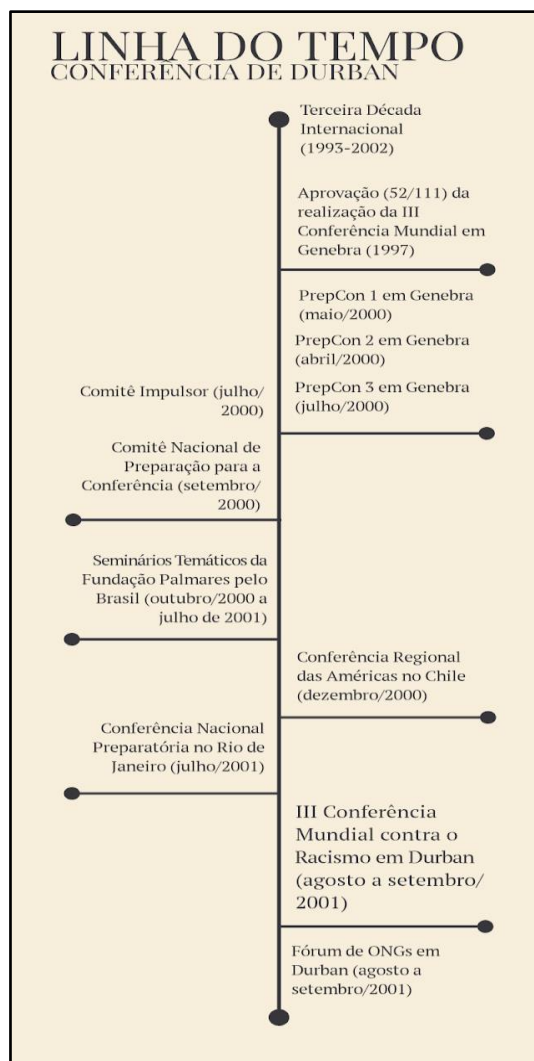 LINHA DO TEMPO
CONFERÊNCIA DE DURBAN
Terceira Década
Internacional
(1993-2002)
Aprovação (52/111) da
realização da III
Conferência Mundial em
Genebra (1997)
PrepCon 1 em Genebra
(maio/2000)
PrepCon 2 em Genebra
(abril/2000)
PrepCon 3 em Genebra
(julho/2000)
Comitê Impulsor (julho/
2000)
Comitê Nacional de
Preparação para a
Conferência (setembro/
2000)
Seminários Temáticos da
Fundação Palmares pelo
Brasil (outubro/2000 a
julho de 2001)
Conferência Regional
das Américas no Chile
(dezembro/2000)
Conferência Nacional
Preparatória no Rio de
Janeiro (julho/2001)
III Conferência
Mundial contra o
Racismo em Durban
(agosto a setembro/
2001)
Fórum de ONGs em
Durban (agosto a
setembro/2001)